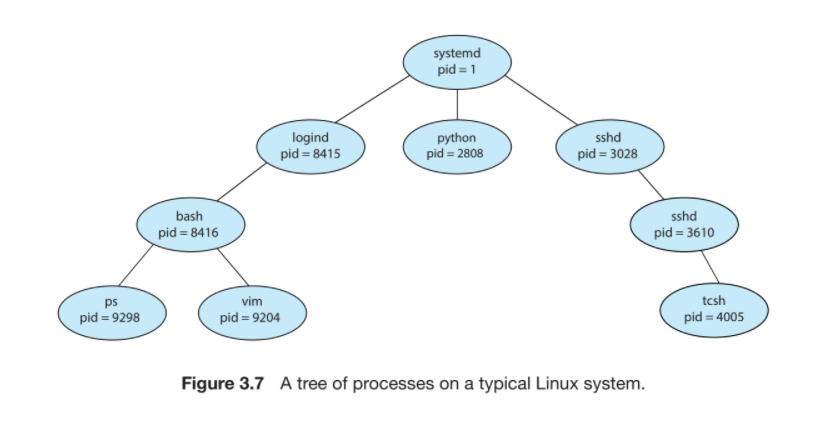 systemd
pid = 1
logind
pid = 8415
python
pid = 2808
sshd
pid = 3028
bash
pid = 8416
sshd
pid = 3610
ps
pid = 9298
vim
pid = 9204
tcsh
pid = 4005
Figure 3.7 A tree of processes on a typical Linux system.